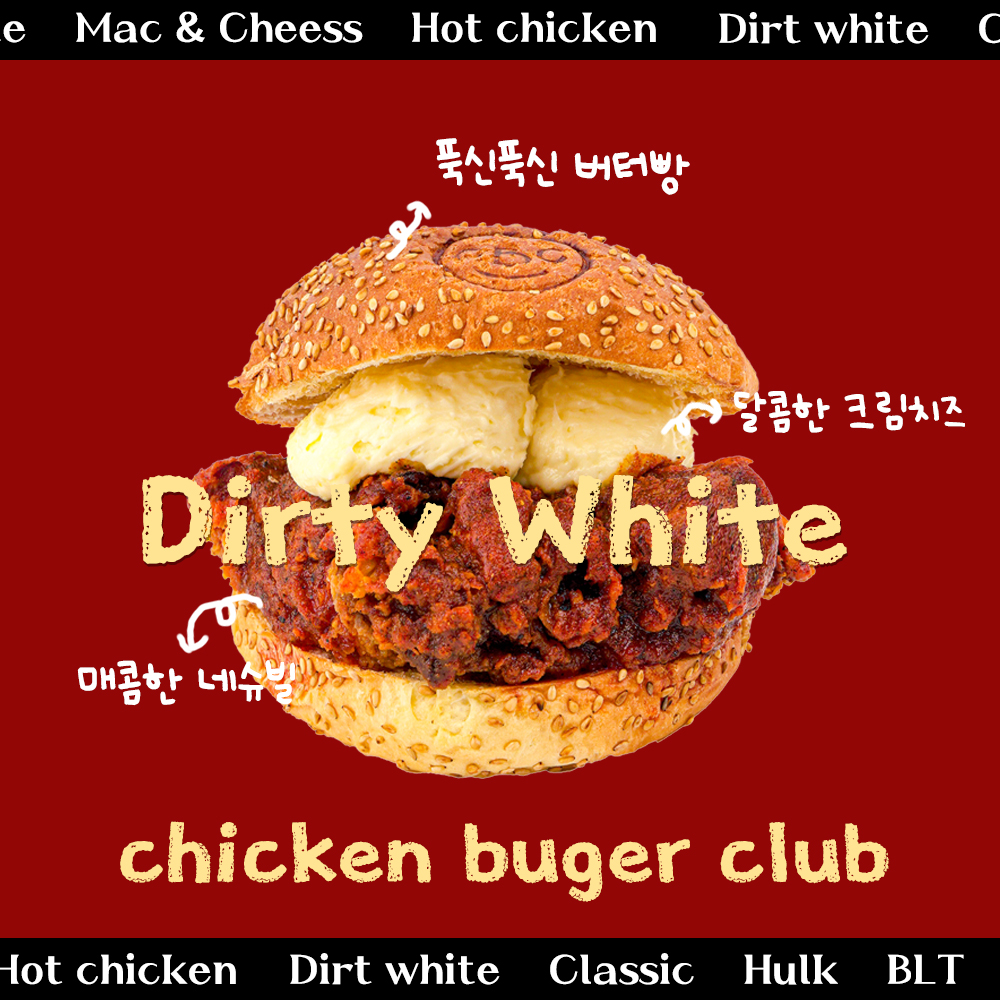 Mac & Cheess Hot chicken Dirt white
푹신푹신 버터빵
cbc
달콤한 크림치즈
Dirty White
매콤한 네슈빌
chicken buger club
Hot chicken Dirt white Classic Hulk BLT